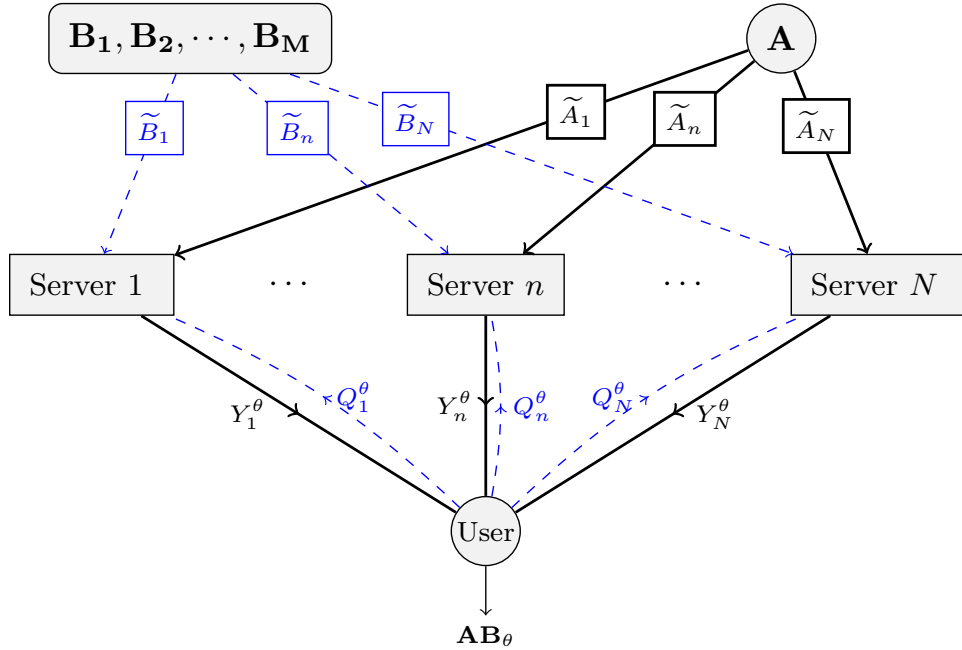 B₁, B₂, ⋯, B_M
A
B̃₁
B̃ₙ
B̃_N
Ã₁
Ãₙ
Ã_N
Server 1
⋯
Server n
⋯
Server N
Y₁^θ
Q₁^θ
Yₙ^θ
Qₙ^θ
Q_N^θ
Y_N^θ
User
AB_θ